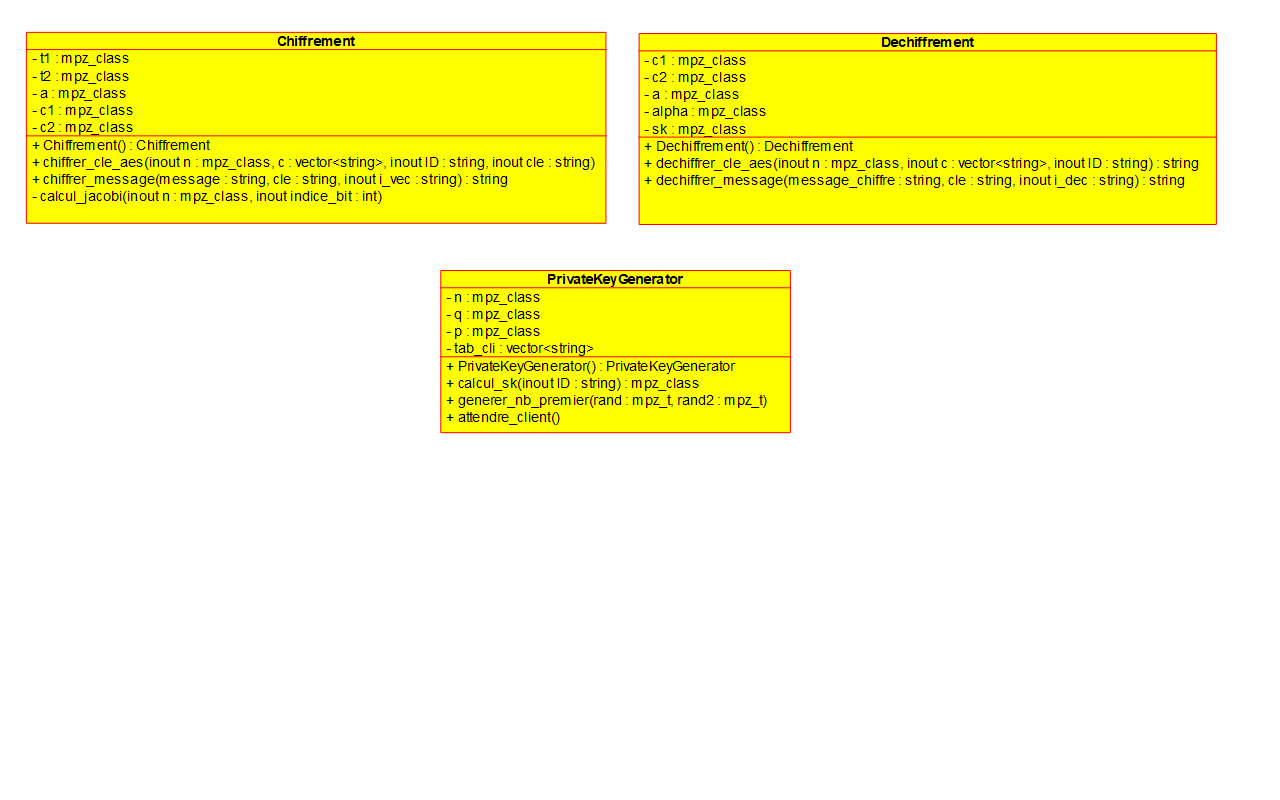 Chiffrement
- t1 : mpz_class
- t2 : mpz_class
- a : mpz_class
- c1 : mpz_class
- c2 : mpz_class
+ Chiffrement() : Chiffrement
+ chiffrer_cle_aes(inout n : mpz_class, c : vector<string>, inout ID : string, inout cle : string)
+ chiffrer_message(message : string, cle : string, inout i_vec : string) : string
- calcul_jacobi(inout n : mpz_class, inout indice_bit : int)
Dechiffrement
- c1 : mpz_class
- c2 : mpz_class
- a : mpz_class
- alpha : mpz_class
- sk : mpz_class
+ Dechiffrement() : Dechiffrement
+ dechiffrer_cle_aes(inout n : mpz_class, inout c : vector<string>, inout ID : string) : string
+ dechiffrer_message(message_chiffre : string, cle : string, inout i_dec : string) : string
PrivateKeyGenerator
- n : mpz_class
- q : mpz_class
- p : mpz_class
- tab_cli : vector<string>
+ PrivateKeyGenerator() : PrivateKeyGenerator
+ calcul_sk(inout ID : string) : mpz_class
+ generer_nb_premier(rand : mpz_t, rand2 : mpz_t)
+ attendre_client()